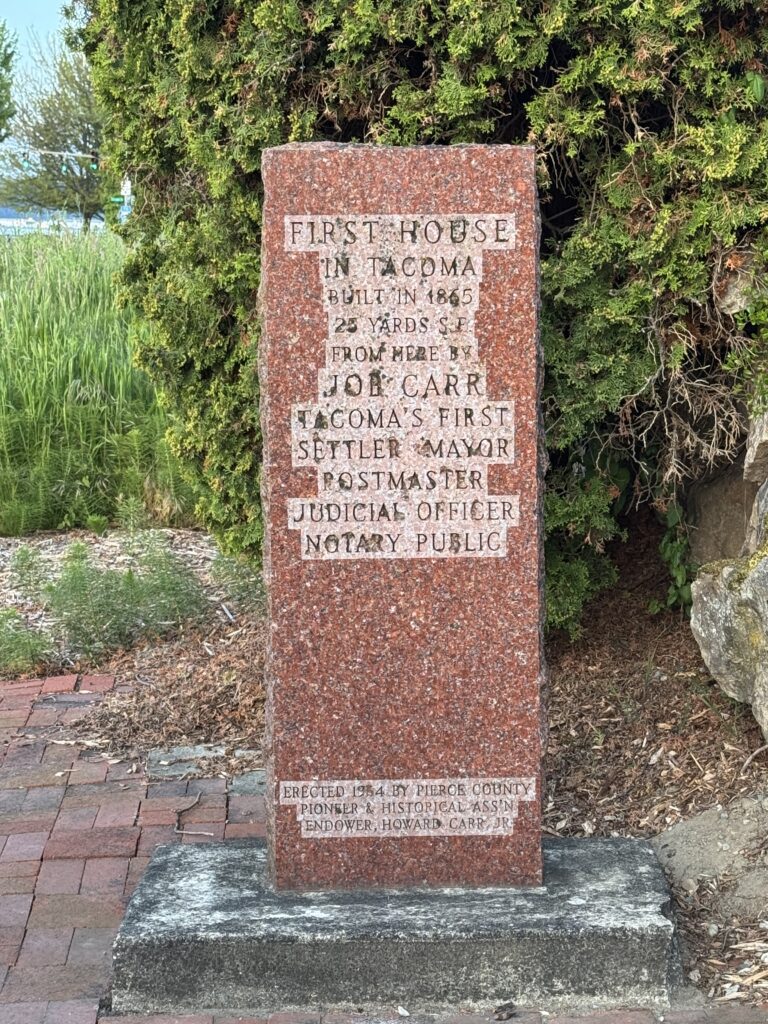 FIRST HOUSE
IN TACOMA
BUILT IN 1865
25 YARDS S.E.
FROM HERE BY
JOB CARR
TACOMA'S FIRST
SETTLER MAYOR
POSTMASTER
JUDICIAL OFFICER
NOTARY PUBLIC
ERECTED 1954 BY PIERCE COUNTY
PIONEER & HISTORICAL ASS'N
ENDOWER, HOWARD CARR, JR